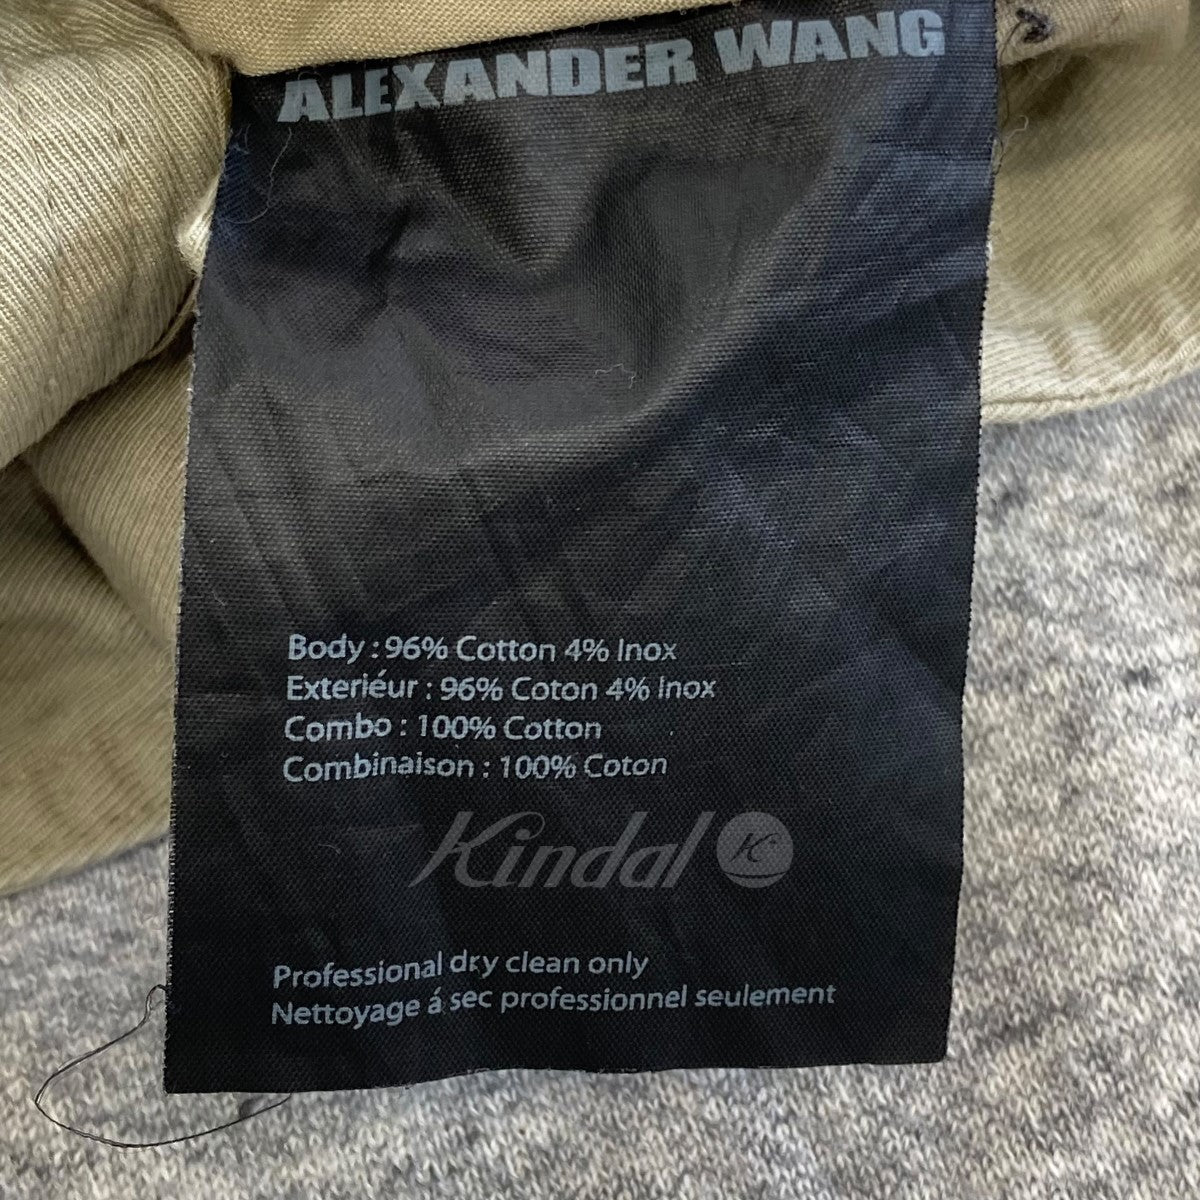 ALEXANDER WANG
Body : 96% Cotton 4% Inox
Exteriéur : 96% Coton 4% Inox
Combo : 100% Cotton
Combinaison : 100% Coton
Kindal K
Professional dry clean only
Nettoyage á sec professionnel seulement